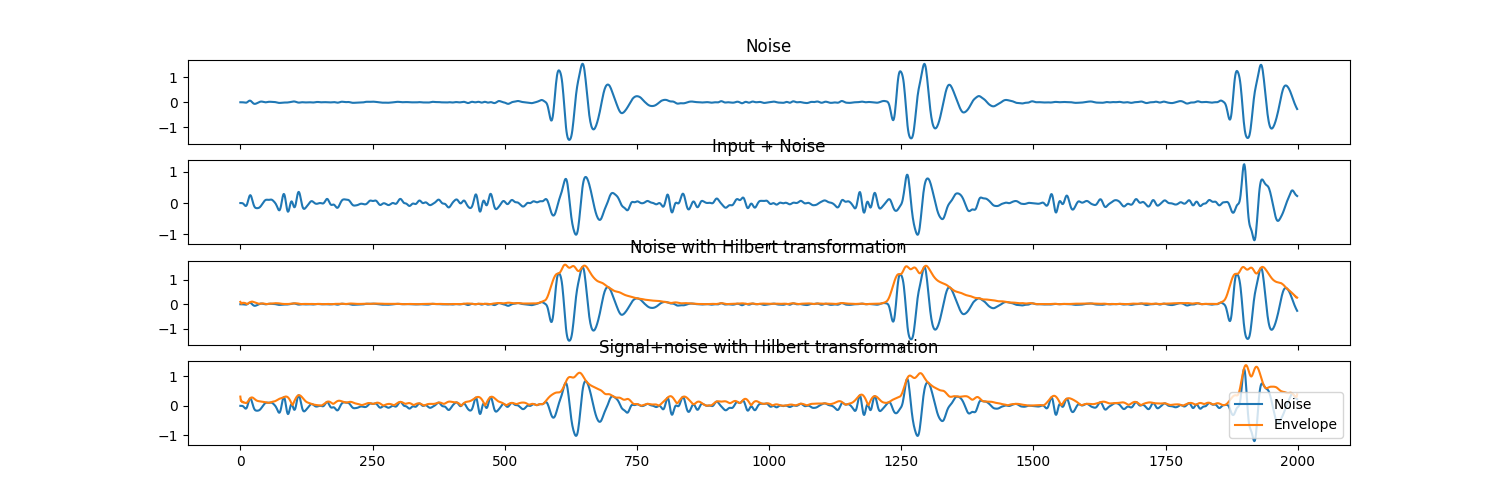 Noise
1
0
−1
Input + Noise
1
0
−1
Noise with Hilbert transformation
1
0
−1
Signal+noise with Hilbert transformation
1
0
−1
Noise
Envelope
0 250 500 750 1000 1250 1500 1750 2000